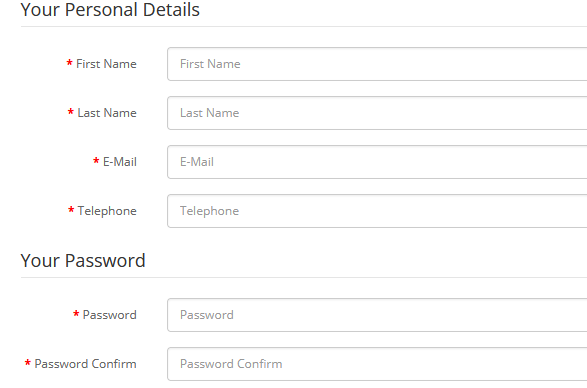 Your Personal Details
* First Name First Name
* Last Name Last Name
* E-Mail E-Mail
* Telephone Telephone
Your Password
* Password Password
* Password Confirm Password Confirm